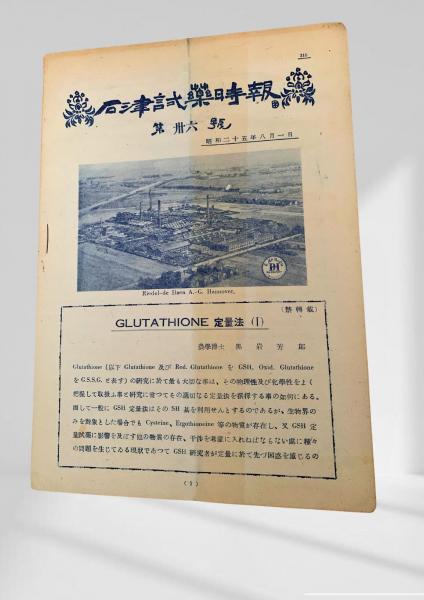 311
石津試藥時報
第卅六號
昭和二十五年八月一日
Riedel-de Haen A.-G. Hannover,
(禁轉載)
GLUTATHIONE 定量法 (I)
農學博士 黒岩芳郎
Glutathione (以下 Glutathione 及び Red. Glutathione を GSH, Oxid. Glutathione
を G.S.S.G. と表す) の研究に於て最も大切な事は、その物理性及び化學性をよく
把握して取扱ふ事と研究に當つてその適切なる定量法を選擇する事の如何にある。
而して一般に GSH 定量法はその SH 基を利用せんとするのであるが、生物界の
みを對象とした場合でも Cysteine, Ergothioneine 等の物質が存在し、又 GSH 定
量試藥に影響を及ぼす他の物質の存在、干渉を考慮に入れねばならない爲に種々
の問題を生じてゐる現狀であつて GSH 研究者が定量に於て先づ困惑を感じるの
(1)